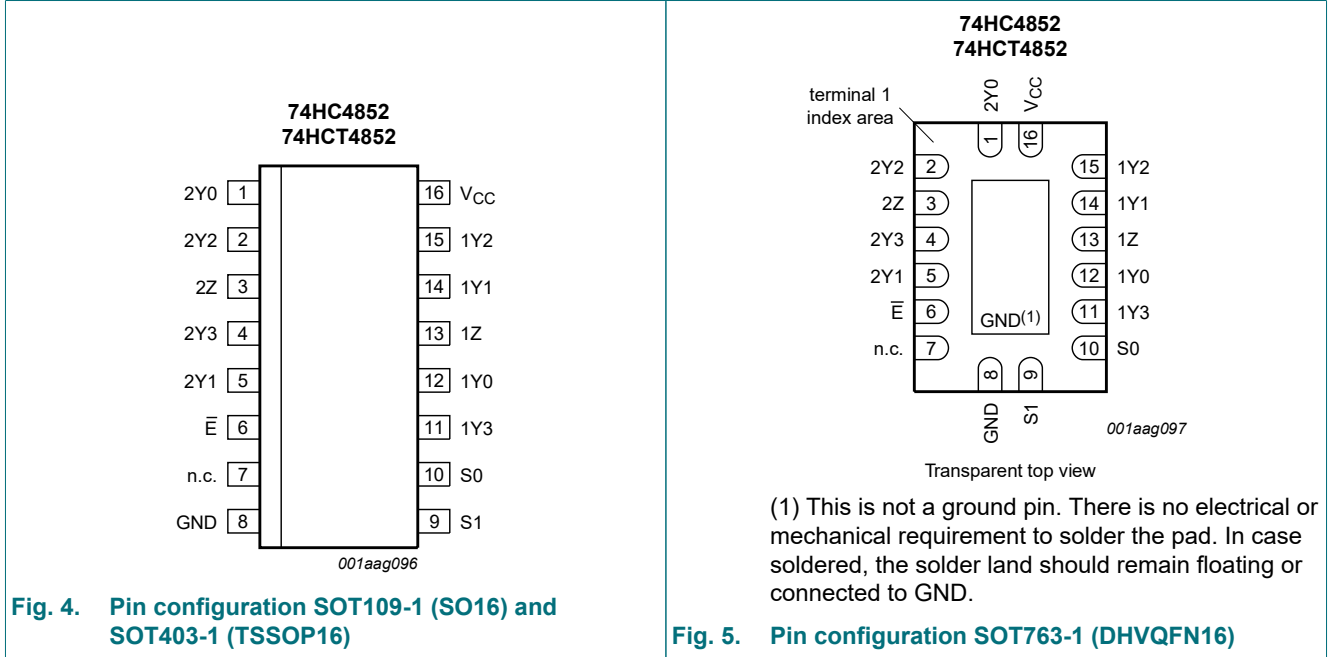 74HC4852
74HCT4852
2Y0 1 16 VCC
2Y2 2 15 1Y2
2Z 3 14 1Y1
2Y3 4 13 1Z
2Y1 5 12 1Y0
E̅ 6 11 1Y3
n.c. 7 10 S0
GND 8 9 S1
001aag096
Fig. 4. Pin configuration SOT109-1 (SO16) and
SOT403-1 (TSSOP16)
74HC4852
74HCT4852
terminal 1
index area
2Y0 VCC
1 16
2Y2 2 15 1Y2
2Z 3 14 1Y1
2Y3 4 13 1Z
2Y1 5 12 1Y0
E̅ 6 11 1Y3
GND(1)
n.c. 7 10 S0
8 9
GND S1
001aag097
Transparent top view
(1) This is not a ground pin. There is no electrical or
mechanical requirement to solder the pad. In case
soldered, the solder land should remain floating or
connected to GND.
Fig. 5. Pin configuration SOT763-1 (DHVQFN16)